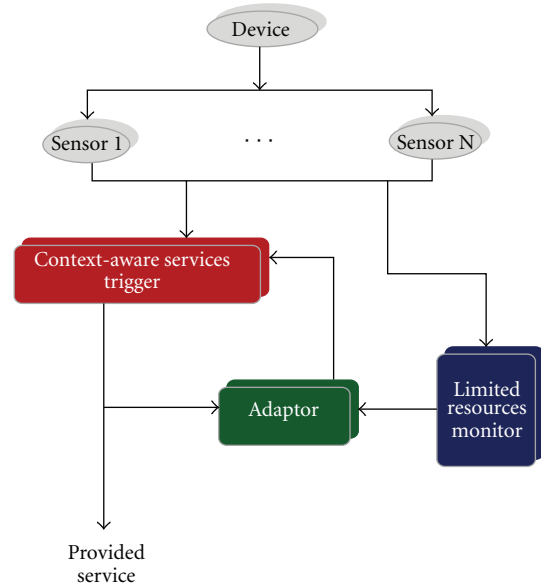 Device
Sensor 1
. . .
Sensor N
Context-aware services
trigger
Limited
resources
monitor
Adaptor
Provided
service